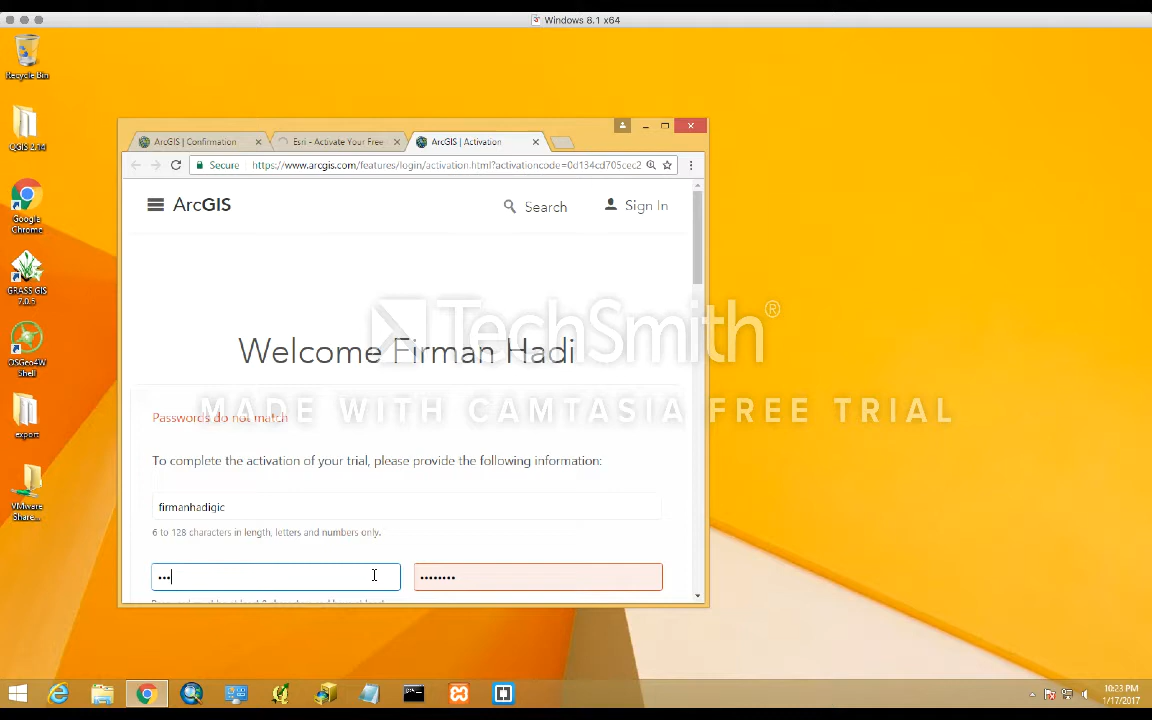 Windows 8.1 x64
Recycle Bin
QGIS 2.14
Google
Chrome
GRASS GIS
7.0.5
OSGeo4W
Shell
export
VMware
Share...
ArcGIS | Confirmation
Esri - Activate Your Free
ArcGIS | Activation
Secure
https://www.arcgis.com/features/login/activation.html?activationcode=0d134cd705cec2
ArcGIS
Search
Sign In
Welcome Firman Hadi
TechSmith®
MADE WITH CAMTASIA FREE TRIAL
Passwords do not match
To complete the activation of your trial, please provide the following information:
firmanhadigic
6 to 128 characters in length, letters and numbers only.
10:23 PM
1/17/2017